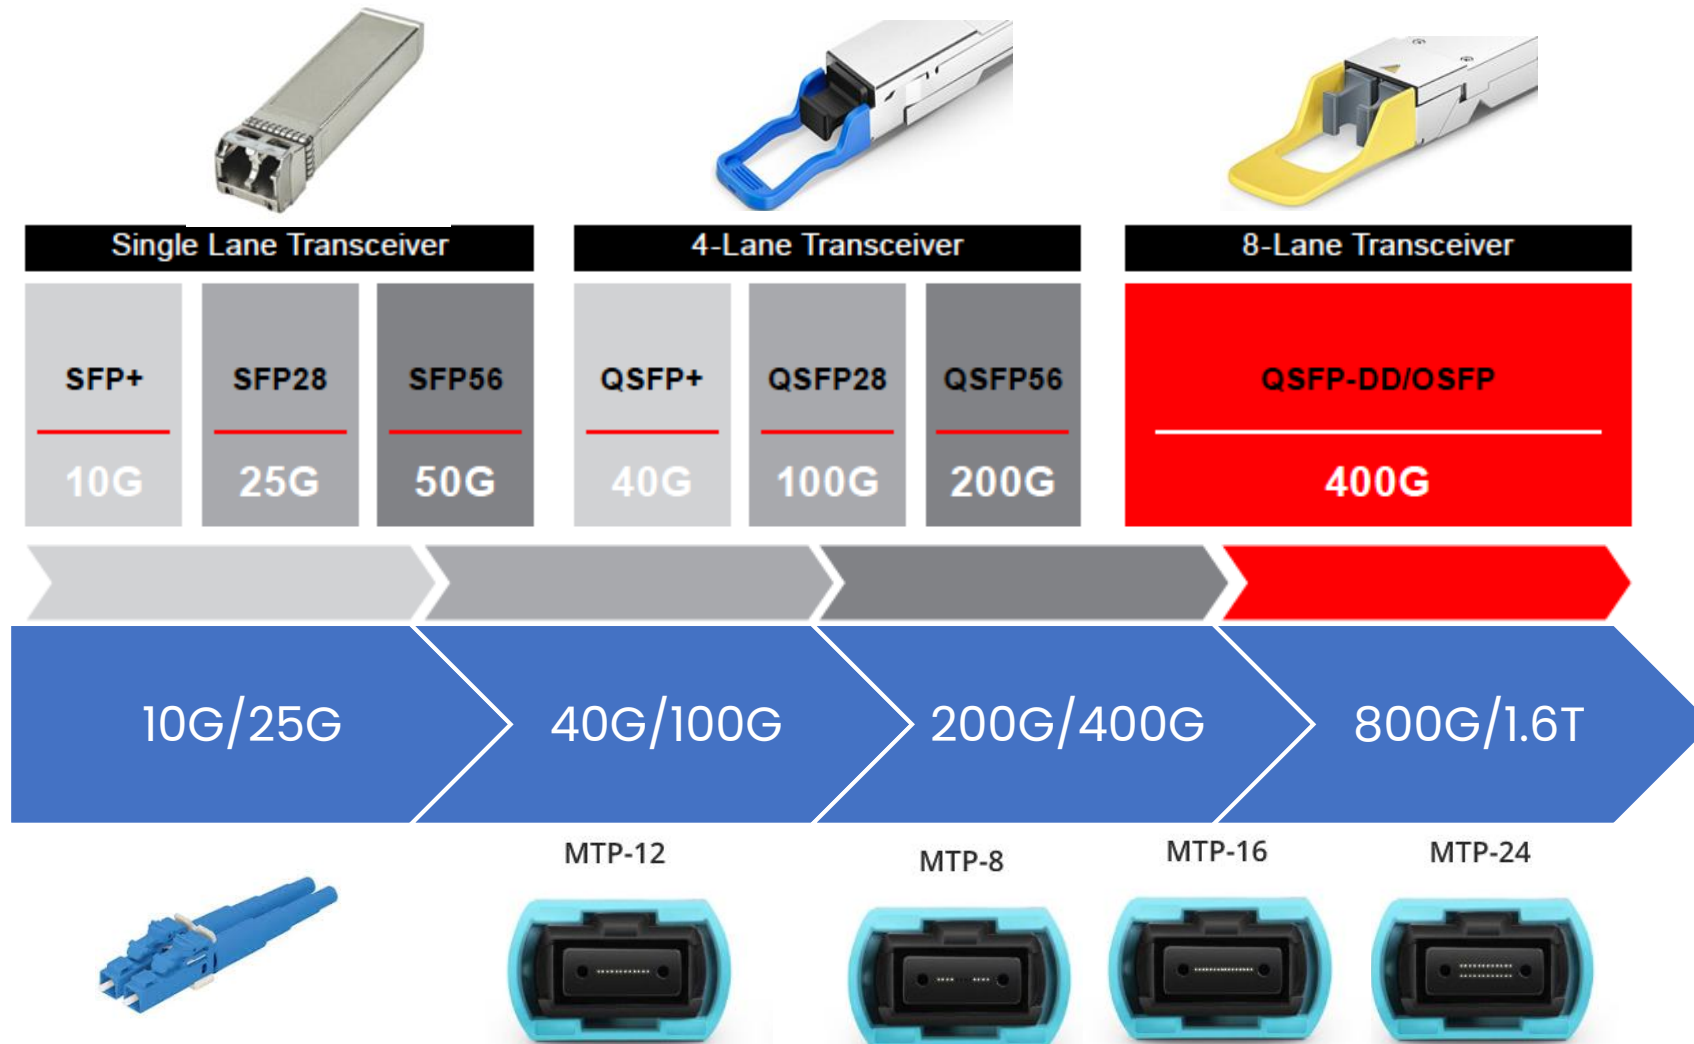 Single Lane Transceiver
4-Lane Transceiver
8-Lane Transceiver
SFP+
SFP28
SFP56
QSFP+
QSFP28
QSFP56
QSFP-DD/OSFP
10G
25G
50G
40G
100G
200G
400G
10G/25G
40G/100G
200G/400G
800G/1.6T
MTP-12
MTP-8
MTP-16
MTP-24